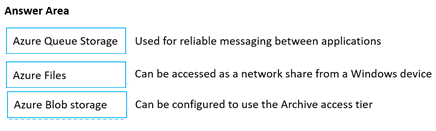 Answer Area
Azure Queue Storage Used for reliable messaging between applications
Azure Files Can be accessed as a network share from a Windows device
Azure Blob storage Can be configured to use the Archive access tier